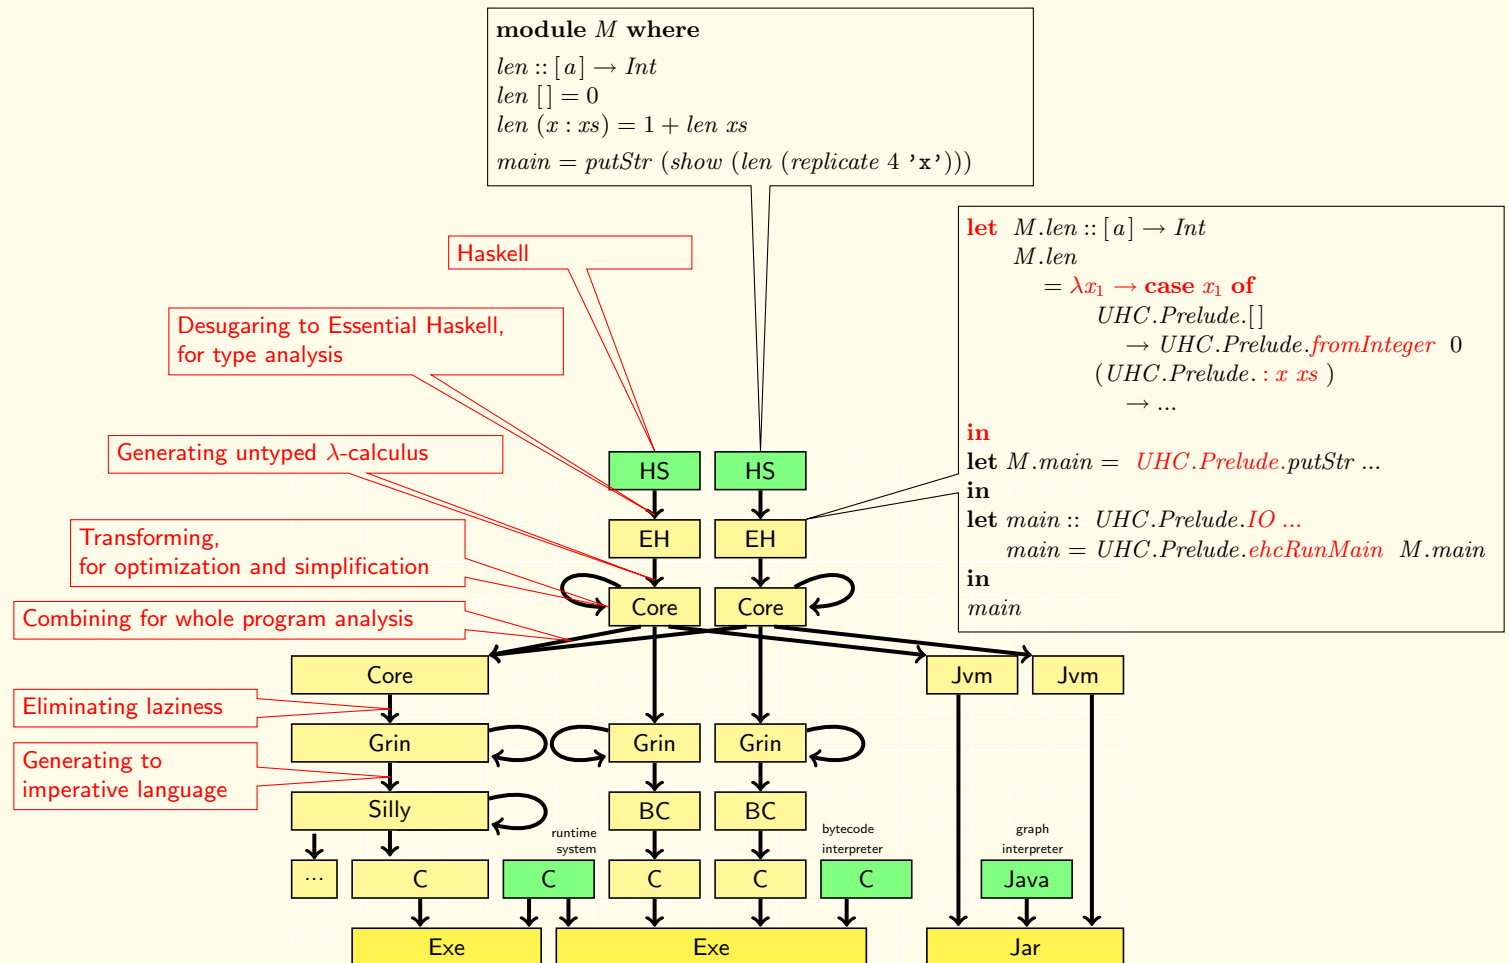 module M where
len :: [ a ] → Int
len [ ] = 0
len (x : xs) = 1 + len xs
main = putStr (show (len (replicate 4 'x')))
let M.len :: [ a ] → Int
M.len
= λx₁ → case x₁ of
UHC.Prelude.[ ]
→ UHC.Prelude.fromInteger 0
(UHC.Prelude. : x xs )
→ ...
in
let M.main = UHC.Prelude.putStr ...
in
let main :: UHC.Prelude.IO ...
main = UHC.Prelude.ehcRunMain M.main
in
main
Haskell
Desugaring to Essential Haskell,
for type analysis
Generating untyped λ-calculus
Transforming,
for optimization and simplification
Combining for whole program analysis
Eliminating laziness
Generating to
imperative language
HS HS
EH EH
Core Core
Core Jvm Jvm
Grin Grin Grin
Silly BC BC
runtime
system
bytecode
interpreter
graph
interpreter
... C C C C C Java
Exe Exe Jar